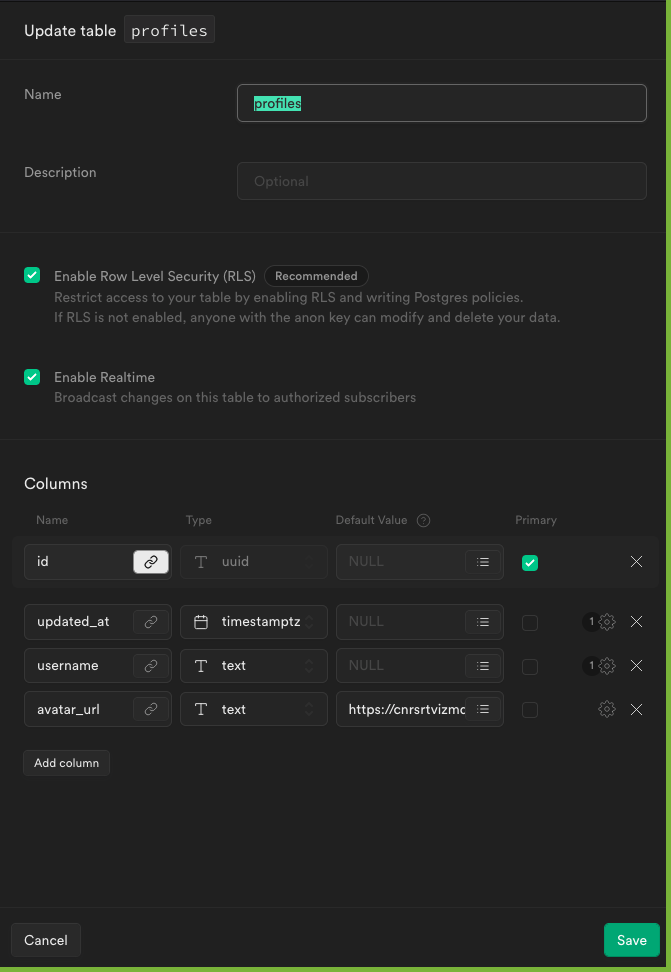 Update table profiles
Name
profiles
Description
Optional
Enable Row Level Security (RLS) Recommended
Restrict access to your table by enabling RLS and writing Postgres policies.
If RLS is not enabled, anyone with the anon key can modify and delete your data.
Enable Realtime
Broadcast changes on this table to authorized subscribers
Columns
Name Type Default Value ? Primary
id uuid NULL
updated_at timestamptz NULL 1
username text NULL 1
avatar_url text https://cnrsrtvizmc
Add column
Cancel Save